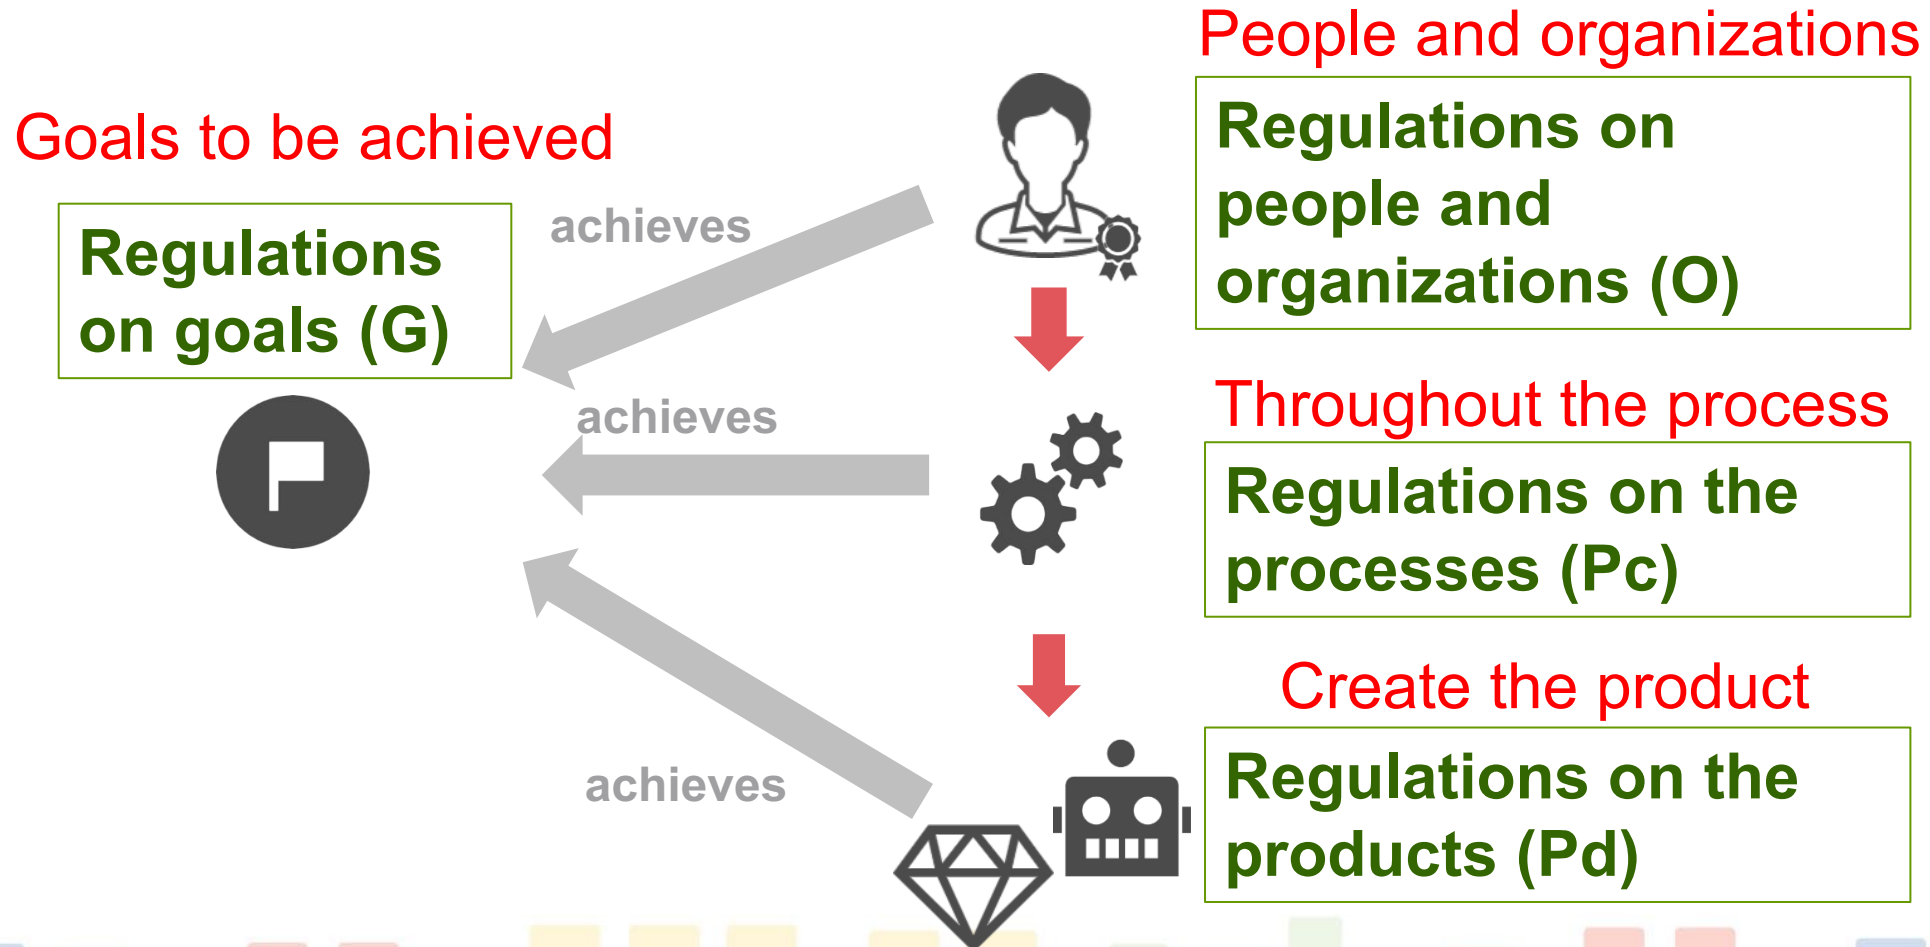 People and organizations
Goals to be achieved
Regulations on
people and
organizations (O)
achieves
Regulations
on goals (G)
Throughout the process
achieves
Regulations on the
processes (Pc)
Create the product
achieves
Regulations on the
products (Pd)